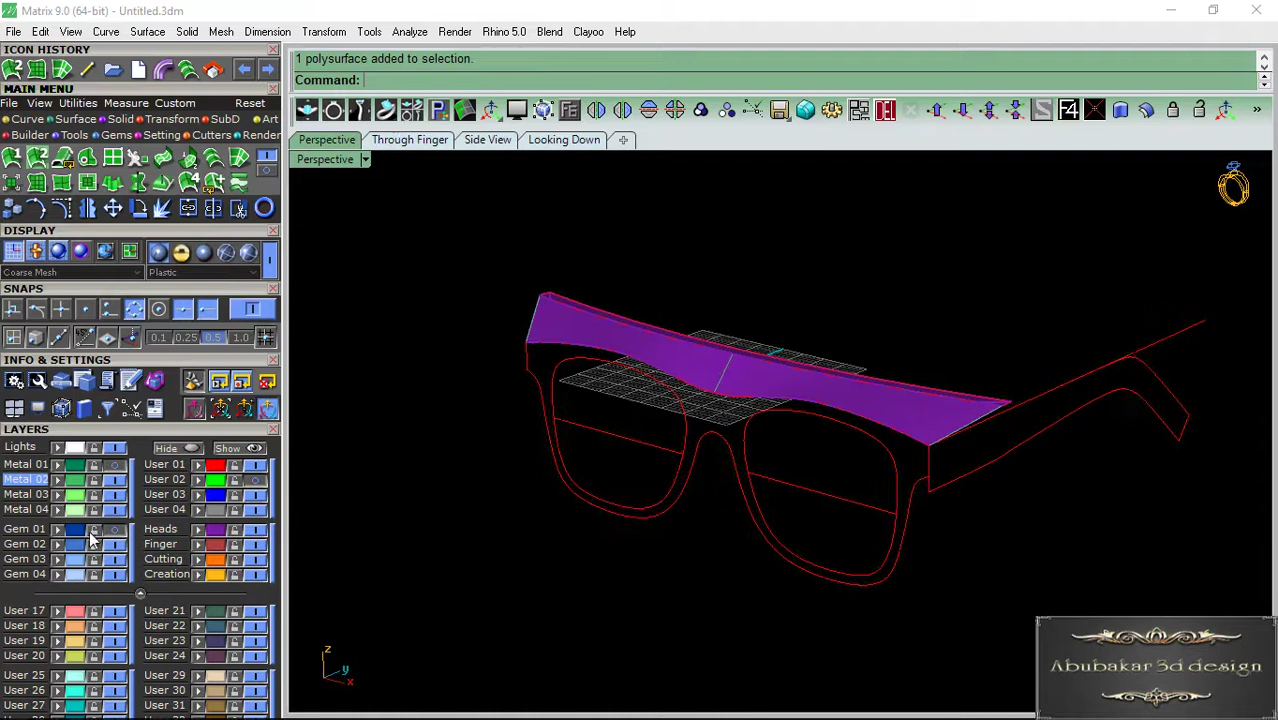 Matrix 9.0 (64-bit) - Untitled.3dm
File Edit View Curve Surface Solid Mesh Dimension Transform Tools Analyze Render Rhino 5.0 Blend Clayoo Help
ICON HISTORY
1 polysurface added to selection.
Command:
MAIN MENU
File View Utilities Measure Custom Reset
Curve Surface Solid Transform SubD Art
Builder Tools Gems Setting Cutters Render
Perspective Through Finger Side View Looking Down
Perspective
DISPLAY
Coarse Mesh Plastic
SNAPS
0.1 0.25 0.5 1.0
INFO & SETTINGS
LAYERS
Lights Hide Show
Metal 01 User 01
Metal 02 User 02
Metal 03 User 03
Metal 04 User 04
Gem 01 Heads
Gem 02 Finger
Gem 03 Cutting
Gem 04 Creation
User 17 User 21
User 18 User 22
User 19 User 23
User 20 User 24
User 25 User 29
User 26 User 30
User 27 User 31
z
y
x
Abubakar 3d design